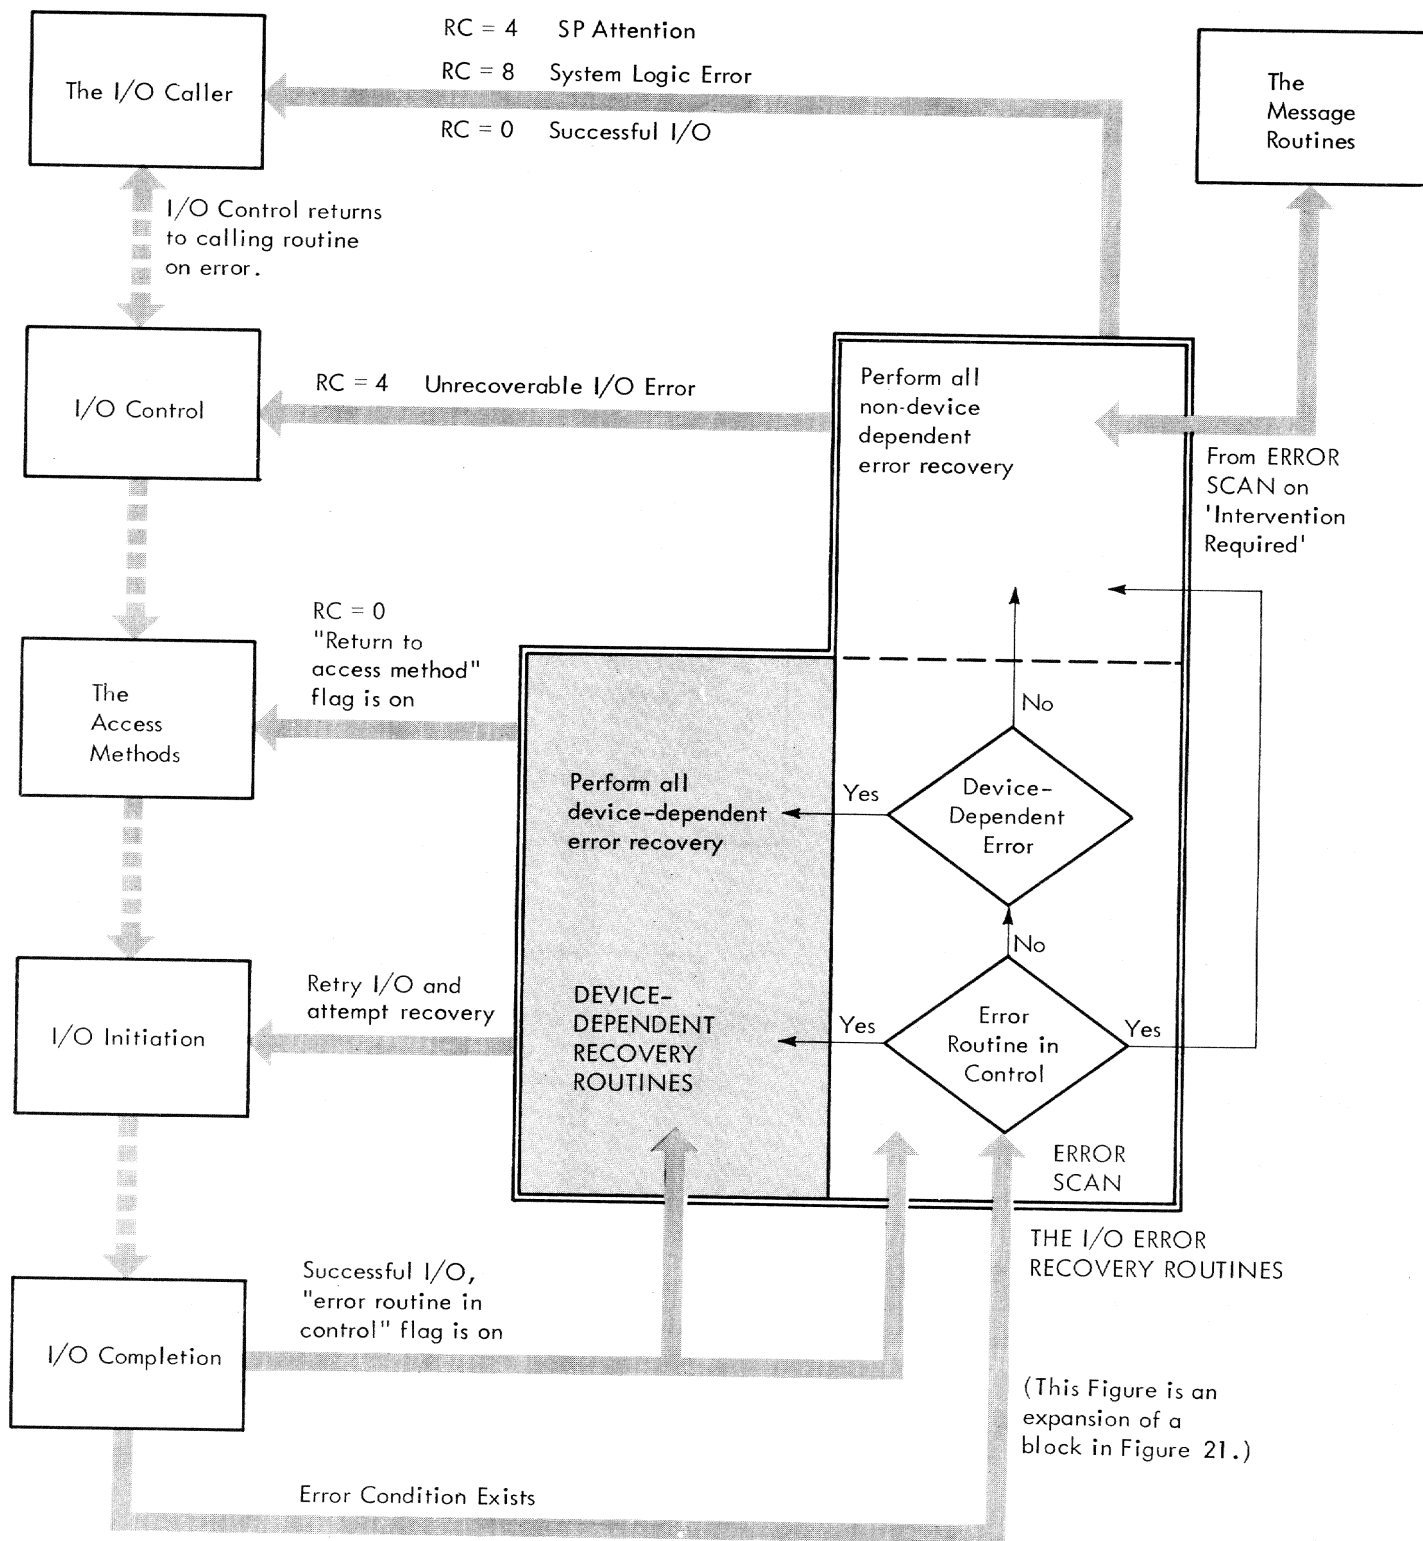 RC = 4 SP Attention
RC = 8 System Logic Error
RC = 0 Successful I/O
The I/O Caller
The
Message
Routines
I/O Control returns
to calling routine
on error.
I/O Control
RC = 4 Unrecoverable I/O Error
Perform all
non-device
dependent
error recovery
From ERROR
SCAN on
'Intervention
Required'
RC = 0
"Return to
access method"
flag is on
The
Access
Methods
No
Perform all
device-dependent
error recovery
Yes
Device-
Dependent
Error
No
Retry I/O and
attempt recovery
I/O Initiation
DEVICE-
DEPENDENT
RECOVERY
ROUTINES
Yes
Error
Routine in
Control
Yes
ERROR
SCAN
THE I/O ERROR
RECOVERY ROUTINES
Successful I/O,
"error routine in
control" flag is on
I/O Completion
(This Figure is an
expansion of a
block in Figure 21.)
Error Condition Exists